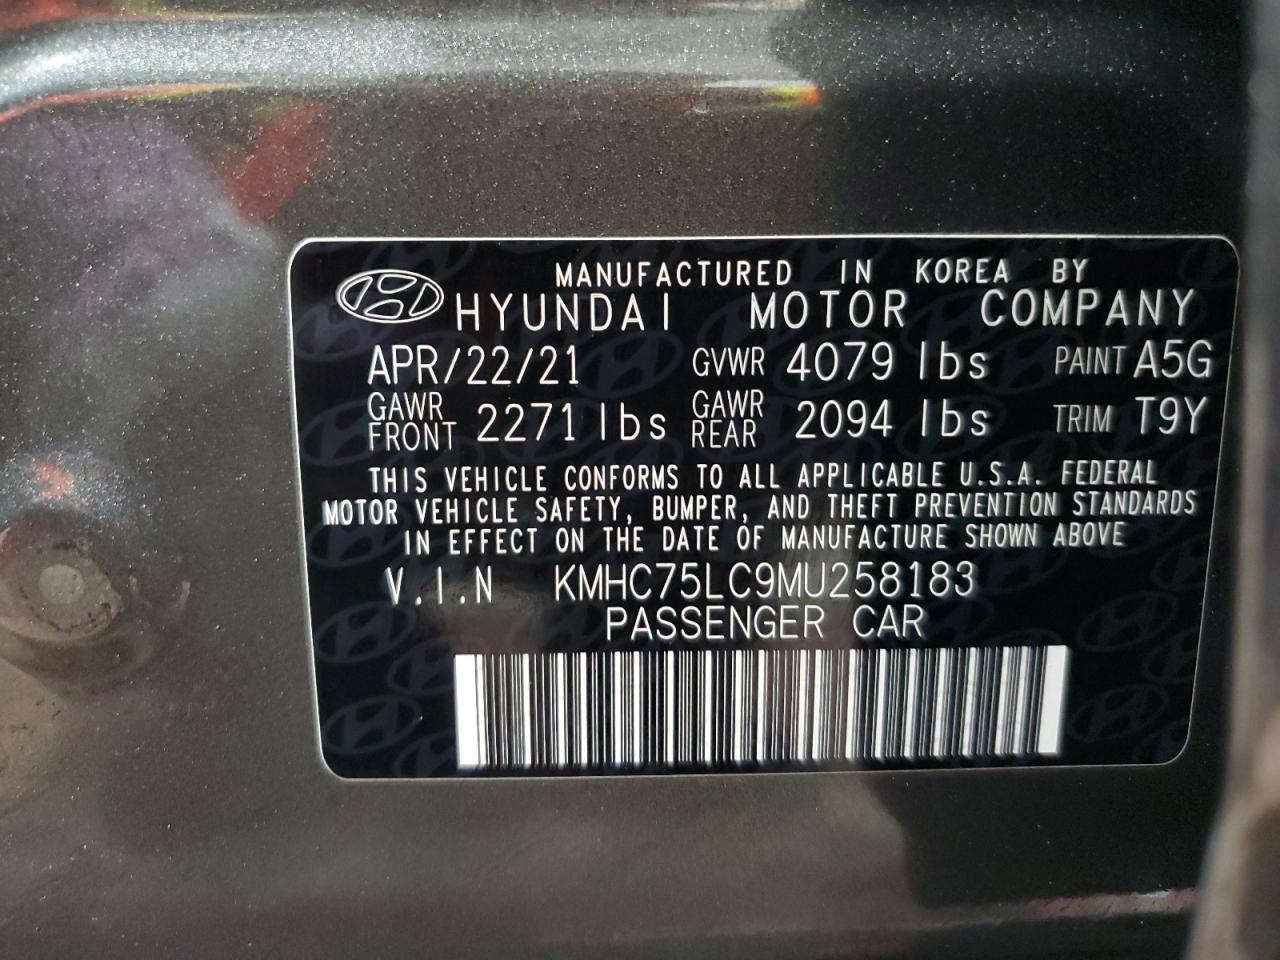 MANUFACTURED IN KOREA BY
HYUNDAI MOTOR COMPANY
APR/22/21 GVWR 4079 lbs PAINT A5G
GAWR FRONT 2271 lbs GAWR REAR 2094 lbs TRIM T9Y
THIS VEHICLE CONFORMS TO ALL APPLICABLE U.S.A. FEDERAL
MOTOR VEHICLE SAFETY, BUMPER, AND THEFT PREVENTION STANDARDS
IN EFFECT ON THE DATE OF MANUFACTURE SHOWN ABOVE
V.I.N KMHC75LC9MU258183
PASSENGER CAR